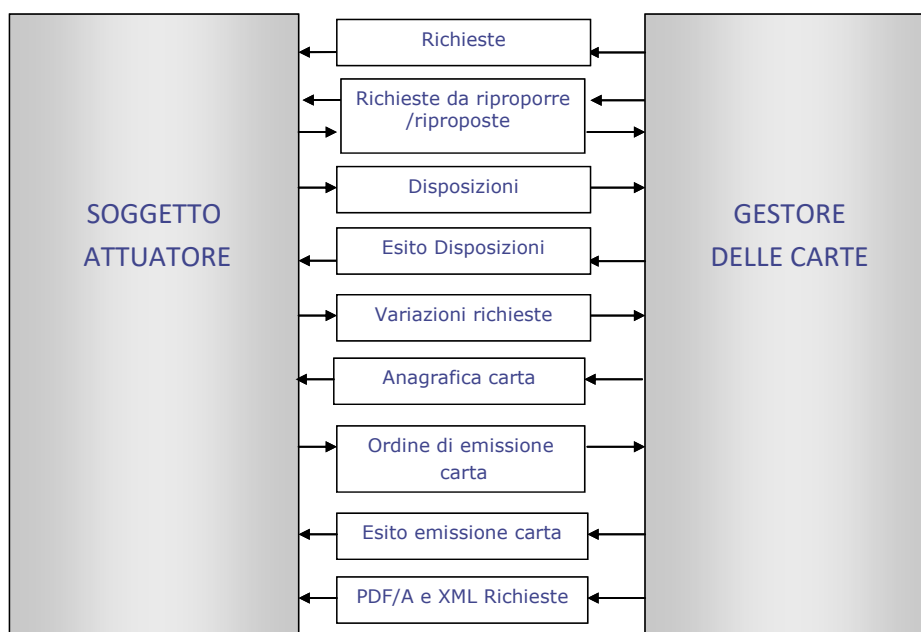 Richieste
Richieste da riproporre
/riproposte
Disposizioni
SOGGETTO
ATTUATORE
GESTORE
DELLE CARTE
Esito Disposizioni
Variazioni richieste
Anagrafica carta
Ordine di emissione
carta
Esito emissione carta
PDF/A e XML Richieste